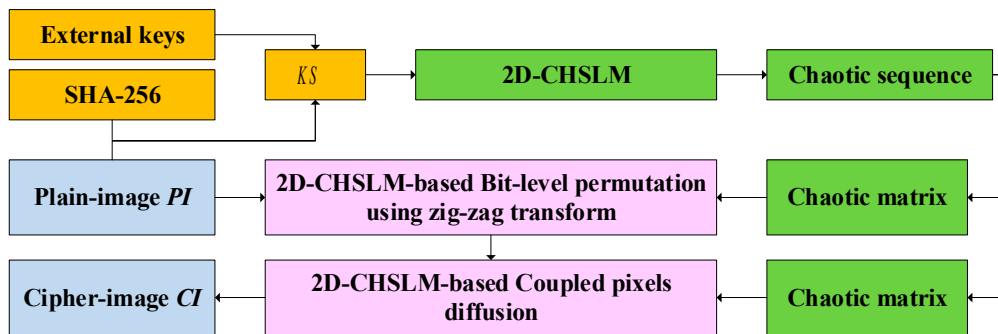 External keys
KS
2D-CHSLM
Chaotic sequence
SHA-256
Plain-image PI
2D-CHSLM-based Bit-level permutation
using zig-zag transform
Chaotic matrix
Cipher-image CI
2D-CHSLM-based Coupled pixels
diffusion
Chaotic matrix